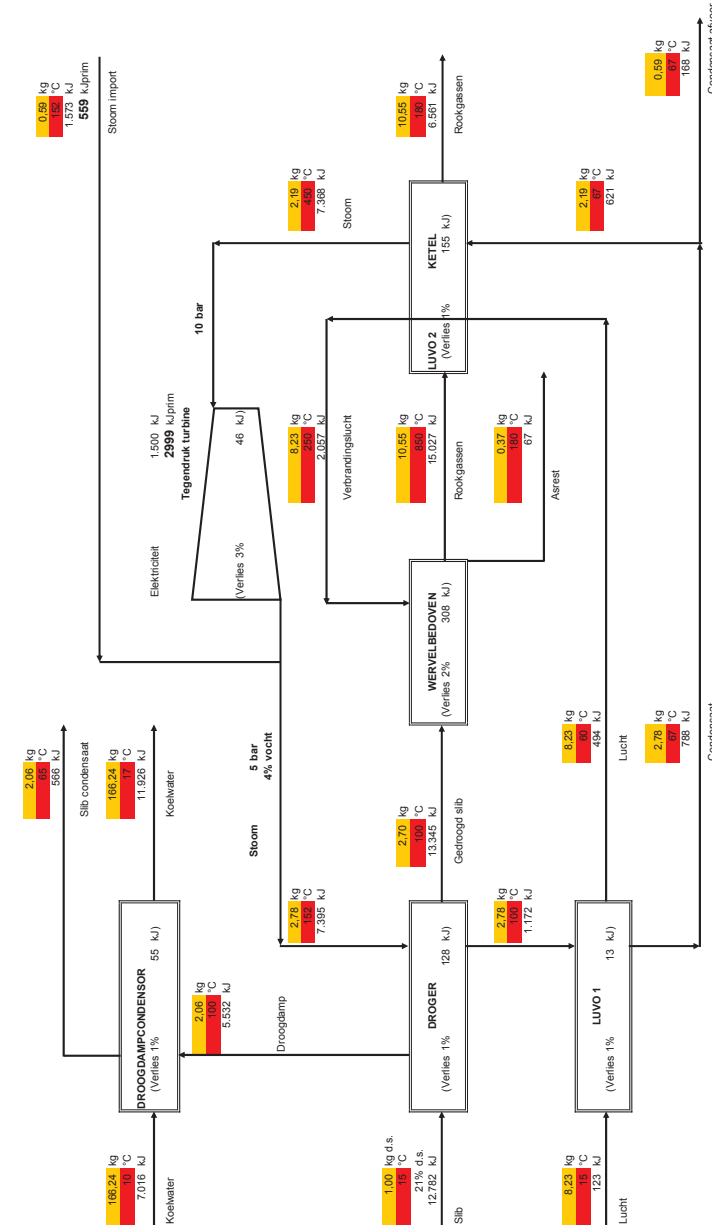 0,59 kg
152 °C
1.573 kJ
559 kJprim
Stoom import
2,06 kg
65 °C
566 kJ
Slib condensaat
166,24 kg
17 °C
11.926 kJ
Koelwater
DROOGDAMPCONDENSOR
(Verlies 1% 55 kJ)
166,24 kg
10 °C
7.016 kJ
Koelwater
2,06 kg
100 °C
5.532 kJ
Droogdamp
Elektriciteit
1.500 kJ
2999 kJprim
Tegendruk turbine
(Verlies 3% 46 kJ)
10 bar
2,19 kg
450 °C
7.368 kJ
Stoom
Stoom
5 bar
4% vocht
2,78 kg
152 °C
7.395 kJ
8,23 kg
250 °C
2.057 kJ
Verbrandingslucht
10,55 kg
180 °C
6.561 kJ
Rookgassen
1,00 kg d.s.
15 °C
21% d.s.
12.782 kJ
Slib
DROGER
(Verlies 1% 128 kJ)
2,70 kg
100 °C
13.345 kJ
Gedroogd slib
WERVELBEDOVEN
(Verlies 2% 308 kJ)
10,55 kg
850 °C
15.027 kJ
Rookgassen
LUVO 2 KETEL
(Verlies 1% 155 kJ)
2,78 kg
100 °C
1.172 kJ
0,37 kg
180 °C
67 kJ
Asrest
2,19 kg
67 °C
621 kJ
8,23 kg
15 °C
123 kJ
Lucht
LUVO 1
(Verlies 1% 13 kJ)
8,23 kg
60 °C
494 kJ
Lucht
2,78 kg
67 °C
788 kJ
Condensaat
0,59 kg
67 °C
168 kJ
Condensaat afvoer